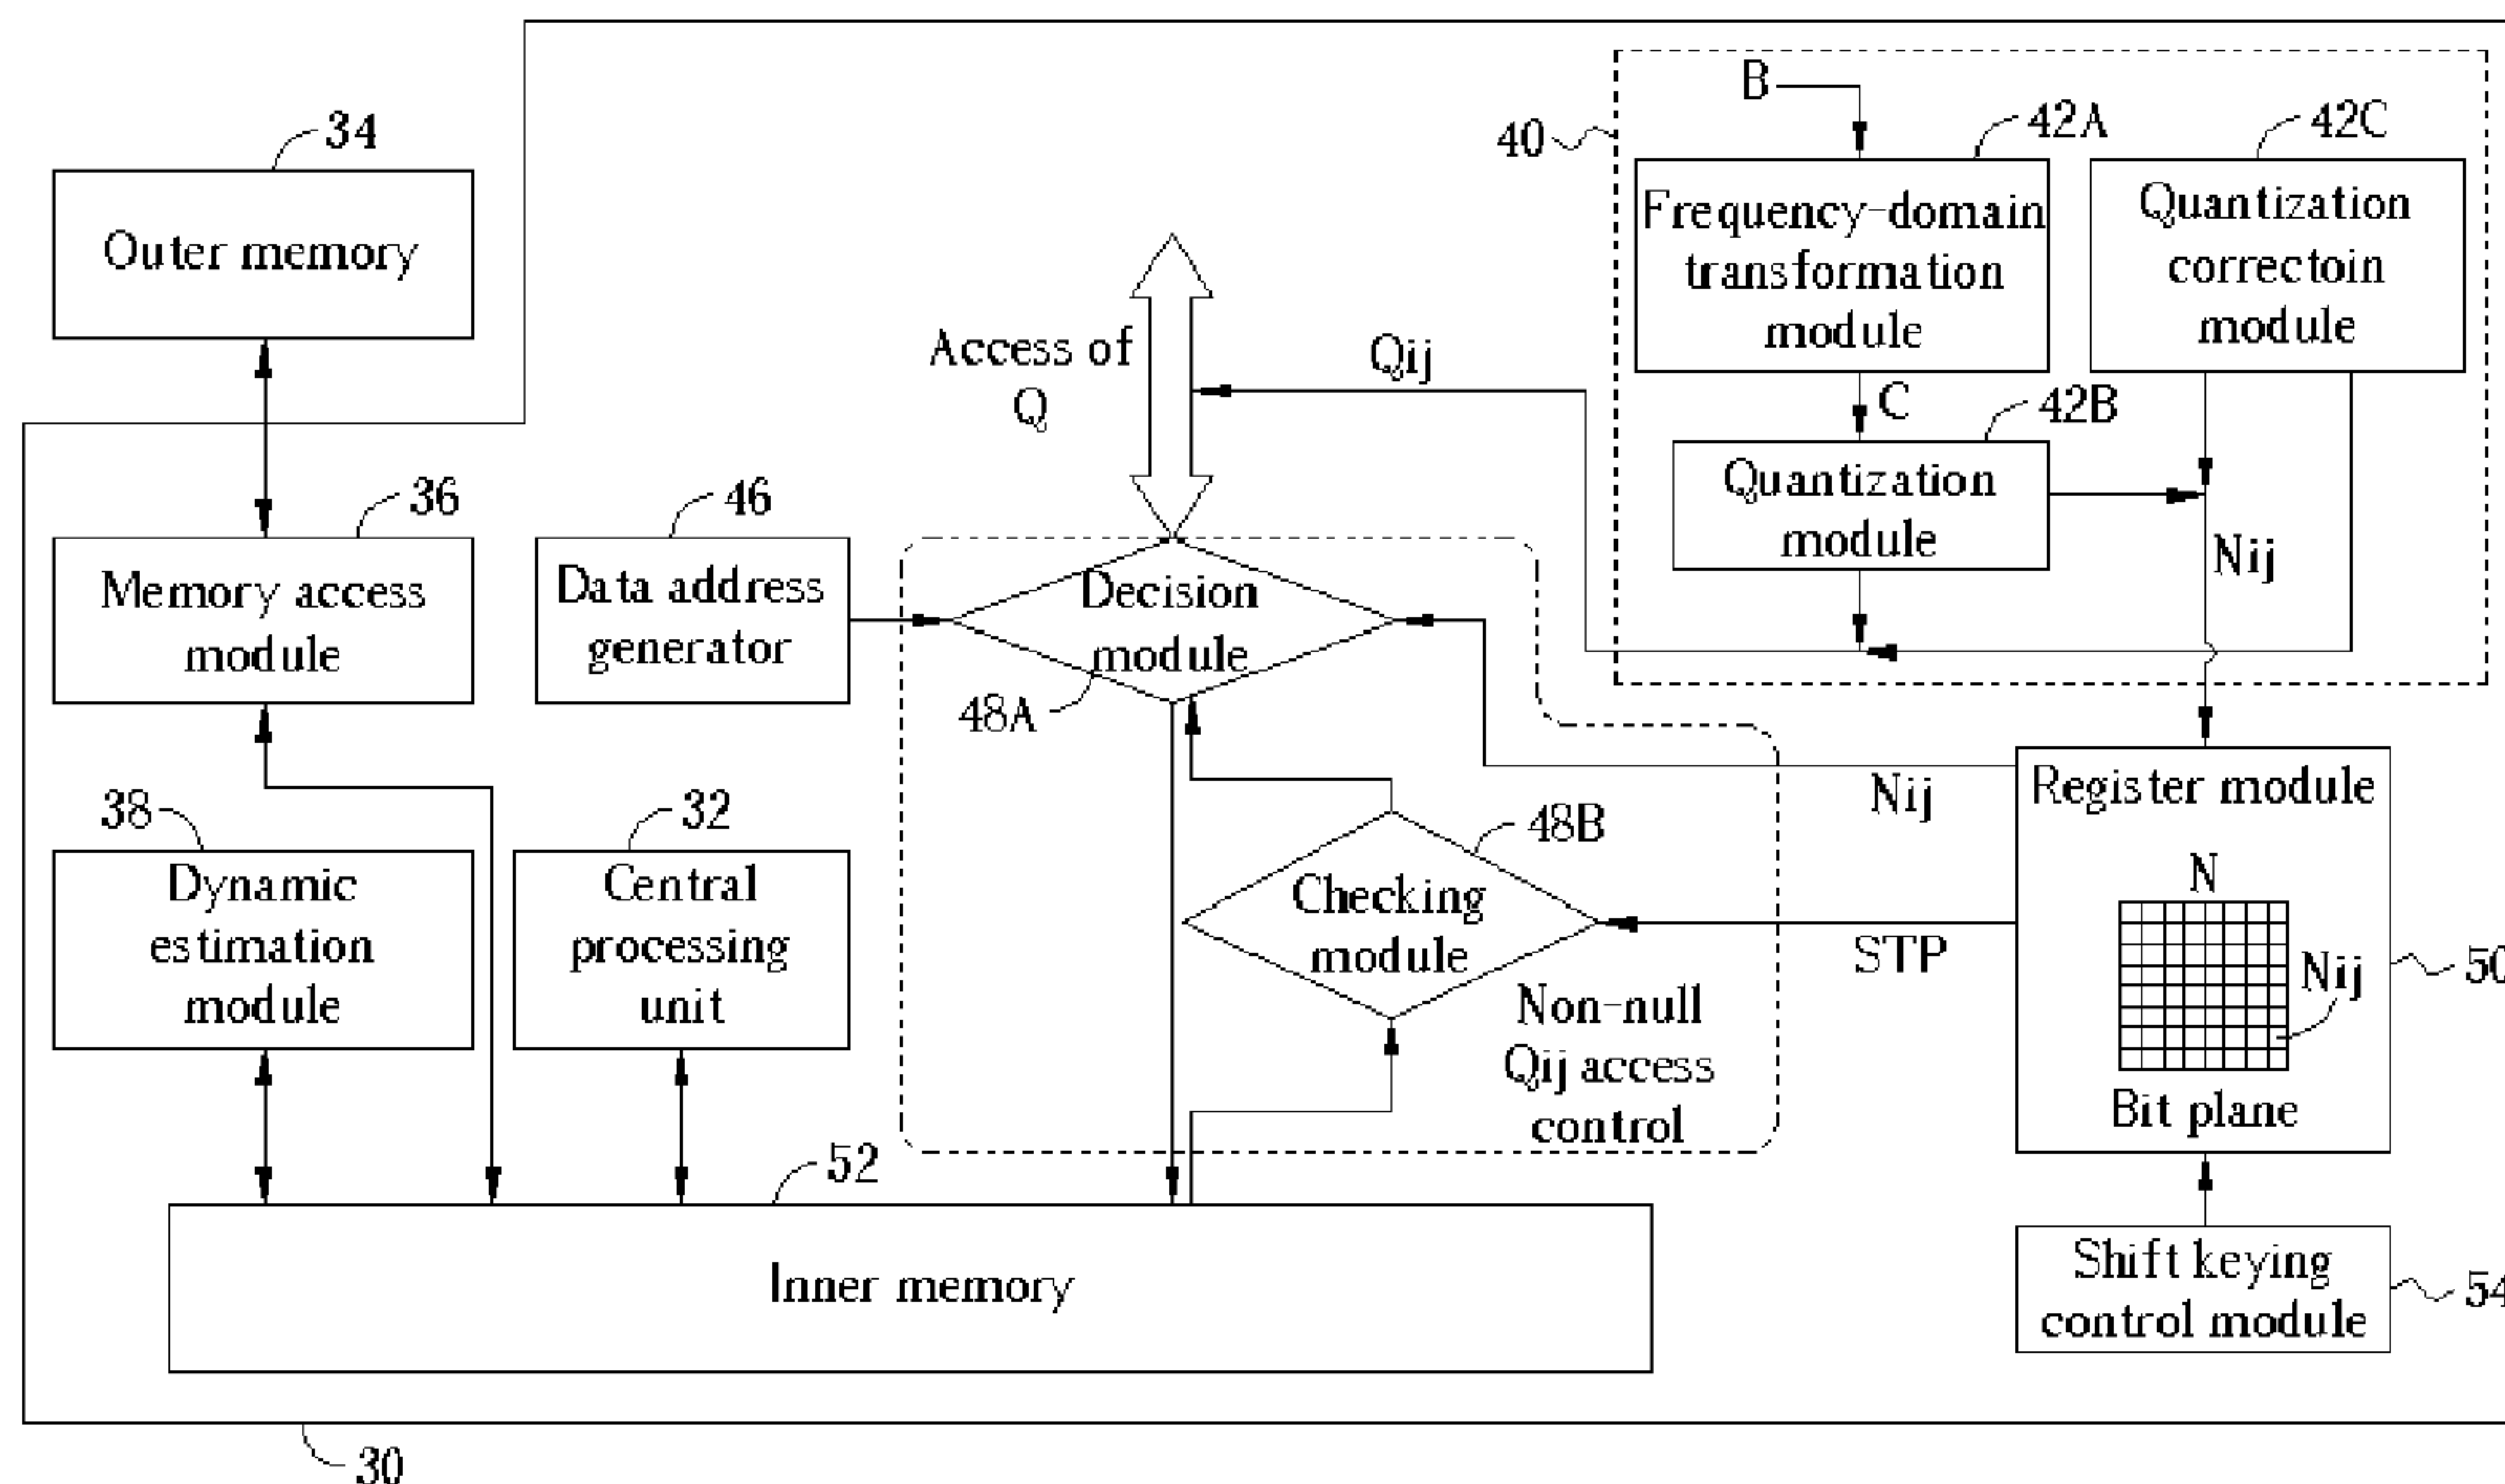 34
Outer memory
36
Memory access
module
38
Dynamic
estimation
module
32
Central
processing
unit
46
Data address
generator
Access of
Q
Qij
Decision
module
48A
48B
Checking
module
Non-null
Qij access
control
52
Inner memory
30
40
B
42A
Frequency-domain
transformation
module
42C
Quantization
correctoin
module
C
42B
Quantization
module
Nij
Nij
STP
Register module
N
Nij
Bit plane
50
Shift keying
control module
54